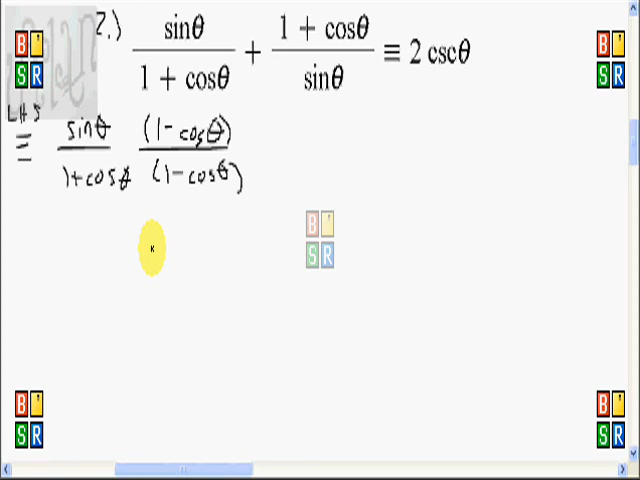 2.) sinθ/(1 + cosθ) + (1 + cosθ)/sinθ ≡ 2 cscθ
LHS
≡ sinθ/(1+cosθ) (1-cosθ)/(1-cosθ)
B '
S R
B '
S R
B
S R
B '
S R
B '
S R